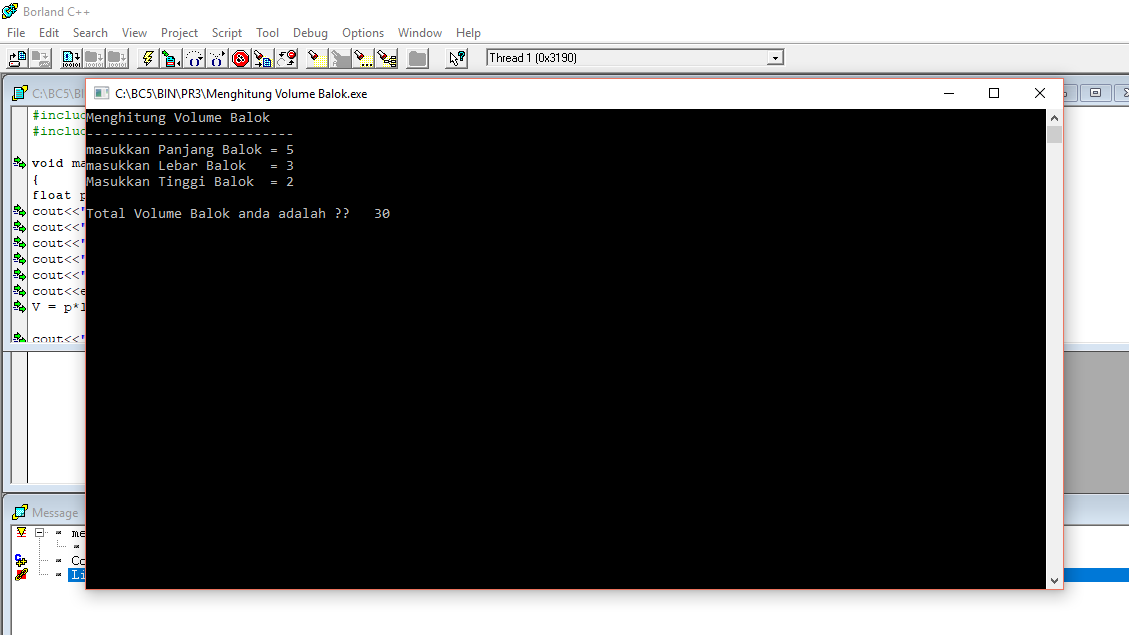 Borland C++
File Edit Search View Project Script Tool Debug Options Window Help
Thread 1 (0x3190)
C:\BC5\BI
C:\BC5\BIN\PR3\Menghitung Volume Balok.exe
#includ
#includ
void ma
{
float p
cout<<"
cout<<"
cout<<"
cout<<"
cout<<"
cout<<e
V = p*l
cout<<"
Menghitung Volume Balok
--------------------------
masukkan Panjang Balok = 5
masukkan Lebar Balok   = 3
Masukkan Tinggi Balok  = 2
Total Volume Balok anda adalah ??   30
Message
me
Co
Li